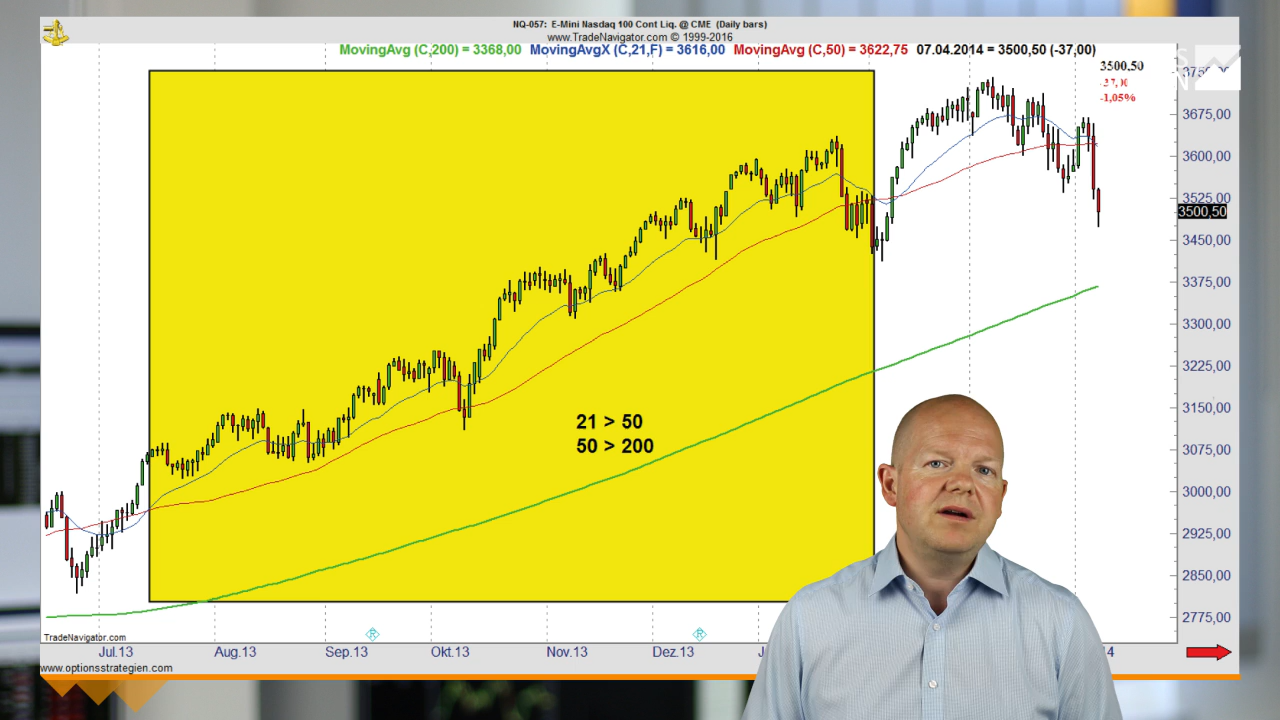 NQ-057: E-Mini Nasdaq 100 Cont Liq. @ CME (Daily bars)
www.TradeNavigator.com © 1999-2016
MovingAvg (C,200) = 3368,00 MovingAvgX (C,21,F) = 3616,00 MovingAvg (C,50) = 3622,75 07.04.2014 = 3500,50 (-37,00)
3500,50
-1,05%
3675,00
3600,00
3525,00
3500,50
3450,00
3375,00
3300,00
3225,00
3150,00
3075,00
3000,00
2925,00
2850,00
2775,00
21 > 50
50 > 200
TradeNavigator.com
R
R
Jul.13
Aug.13
Sep.13
Okt.13
Nov.13
Dez.13
www.optionsstrategien.com